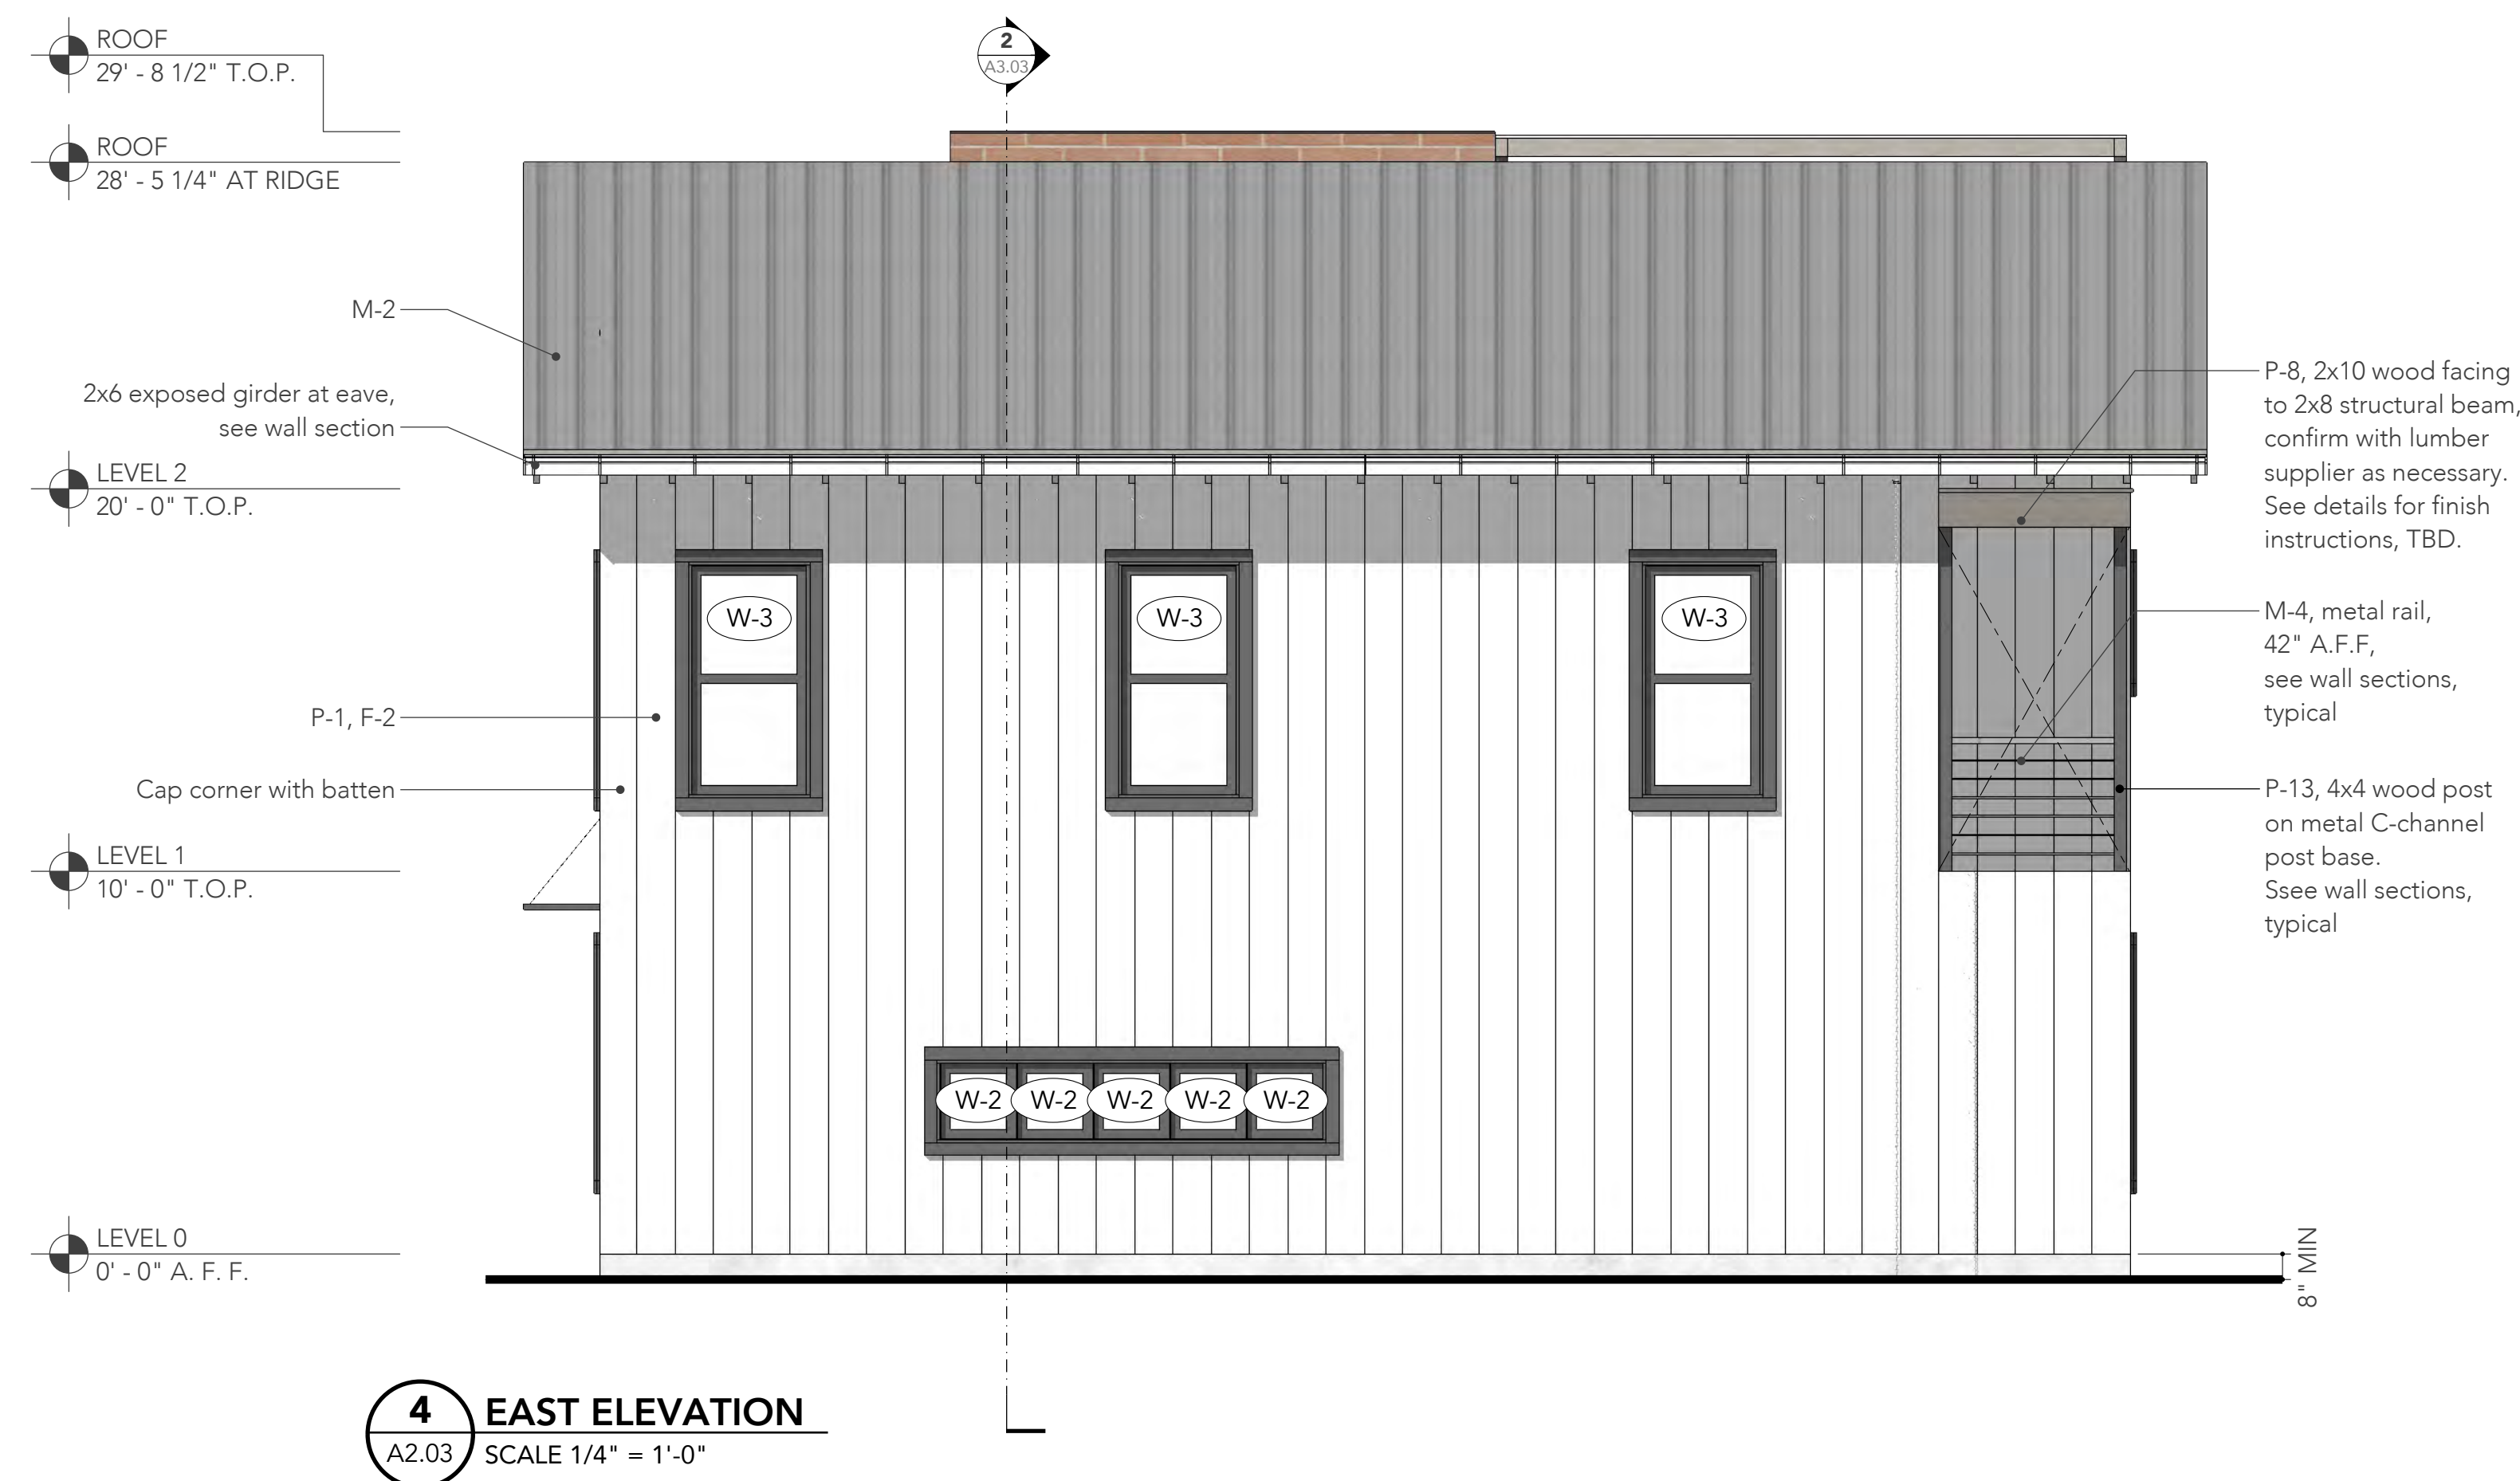 ROOF
29' - 8 1/2" T.O.P.
2
A3.03
ROOF
28' - 5 1/4" AT RIDGE
M-2
2x6 exposed girder at eave,
see wall section
LEVEL 2
20' - 0" T.O.P.
P-8, 2x10 wood facing
to 2x8 structural beam,
confirm with lumber
supplier as necessary.
See details for finish
instructions, TBD.
W-3
W-3
W-3
M-4, metal rail,
42" A.F.F,
see wall sections,
typical
P-1, F-2
Cap corner with batten
P-13, 4x4 wood post
on metal C-channel
post base.
Ssee wall sections,
typical
LEVEL 1
10' - 0" T.O.P.
W-2
W-2
W-2
W-2
W-2
LEVEL 0
0' - 0" A. F. F.
8" MIN
4
A2.03
EAST ELEVATION
SCALE 1/4" = 1'-0"